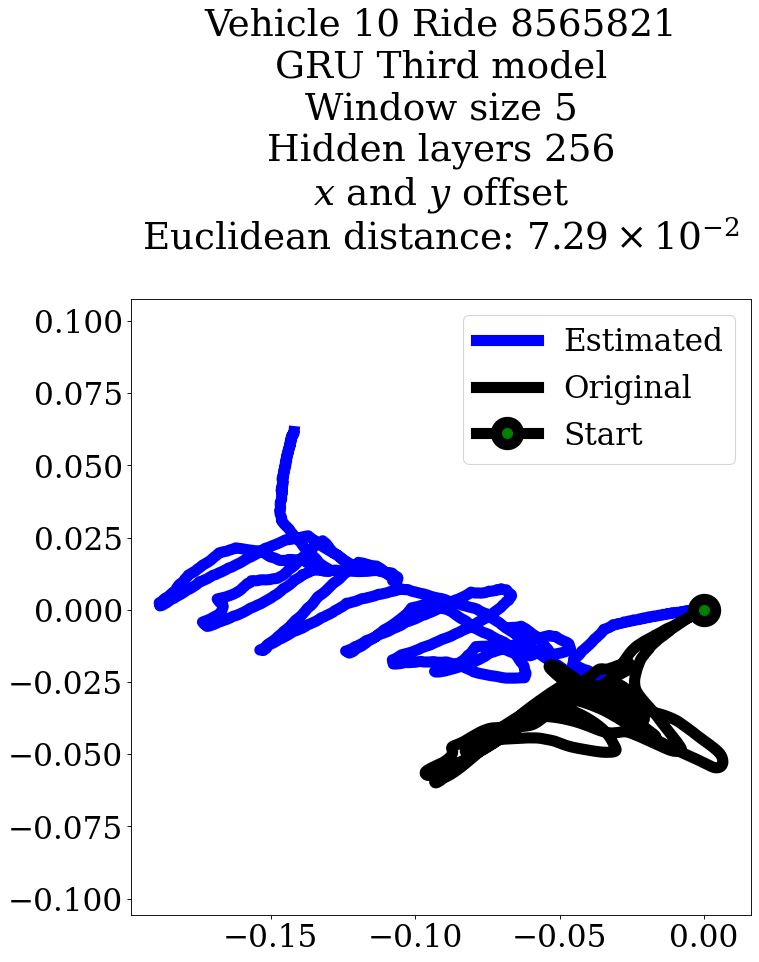 Vehicle 10 Ride 8565821
GRU Third model
Window size 5
Hidden layers 256
x and y offset
Euclidean distance: 7.29 × 10⁻²
Estimated
Original
Start
0.100
0.075
0.050
0.025
0.000
−0.025
−0.050
−0.075
−0.100
−0.15 −0.10 −0.05 0.00